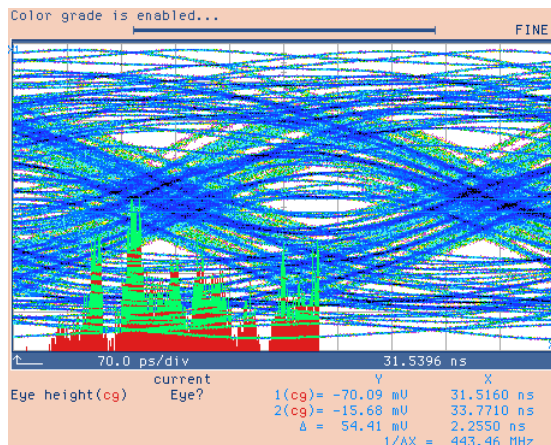 Color grade is enabled...
FINE
70.0 ps/div 31.5396 ns
current Y X
Eye height(cg) Eye? 1(cg)= -70.09 mV 31.5160 ns
2(cg)= -15.68 mV 33.7710 ns
Δ = 54.41 mV 2.2550 ns
1/ΔX = 443.46 MHz